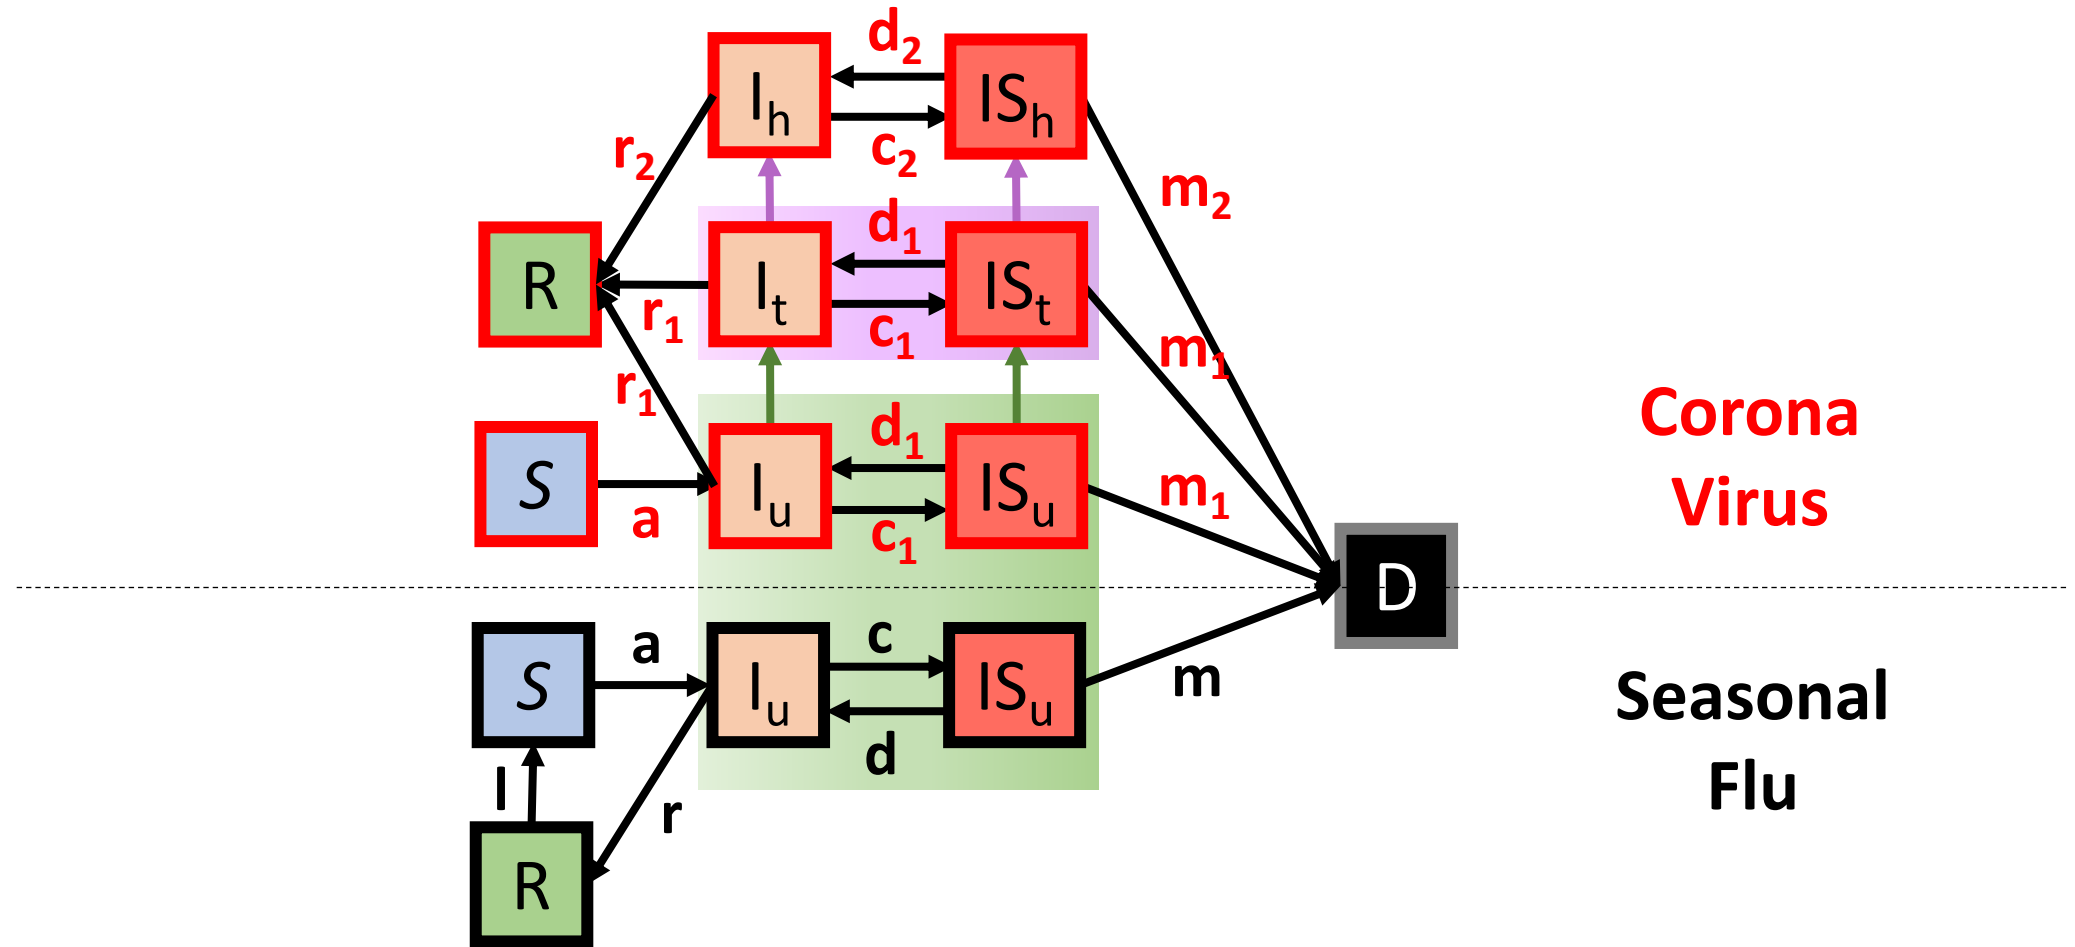 d2
Ih
ISh
c2
r2
m2
d1
R
It
ISt
r1
c1
m1
r1
d1
S
Iu
ISu
m1
a
c1
Corona
Virus
D
S
a
Iu
c
ISu
m
d
l
r
R
Seasonal
Flu